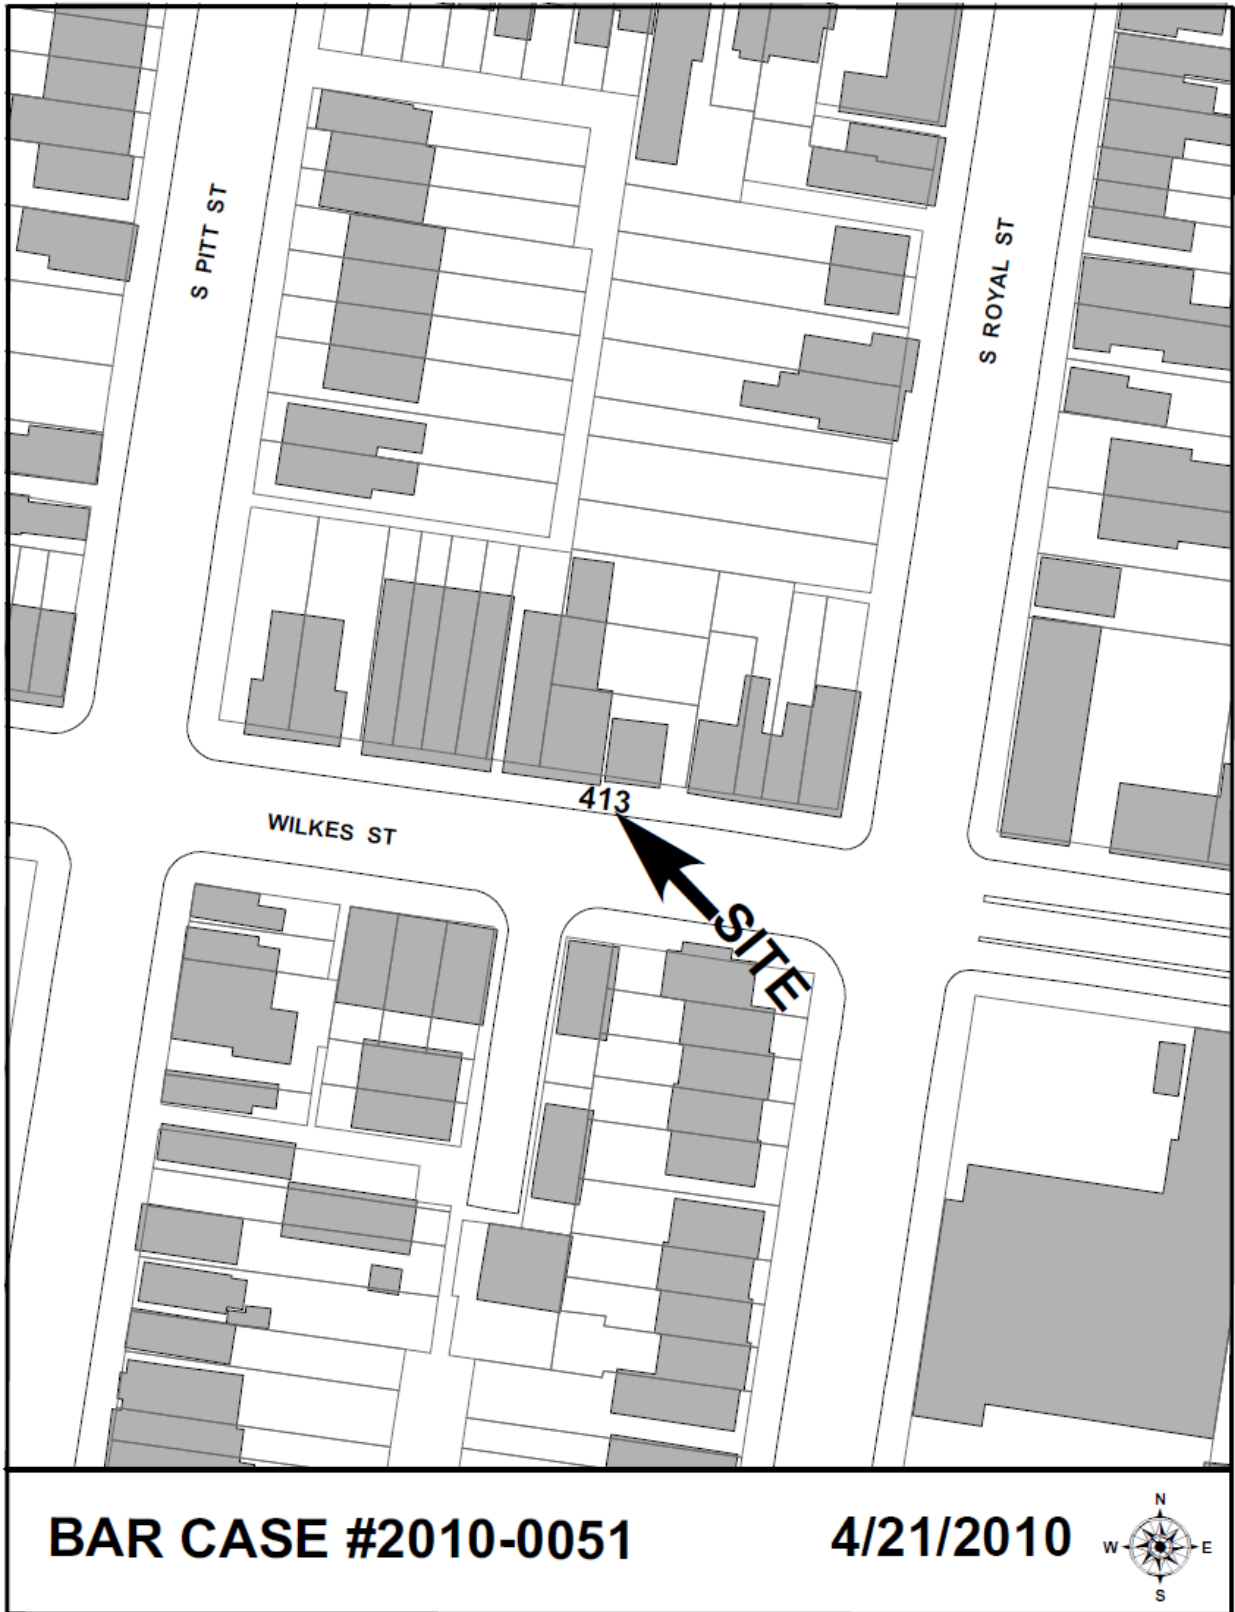 S PITT ST
S ROYAL ST
413
WILKES ST
SITE
BAR CASE #2010-0051
4/21/2010
N
W E
S